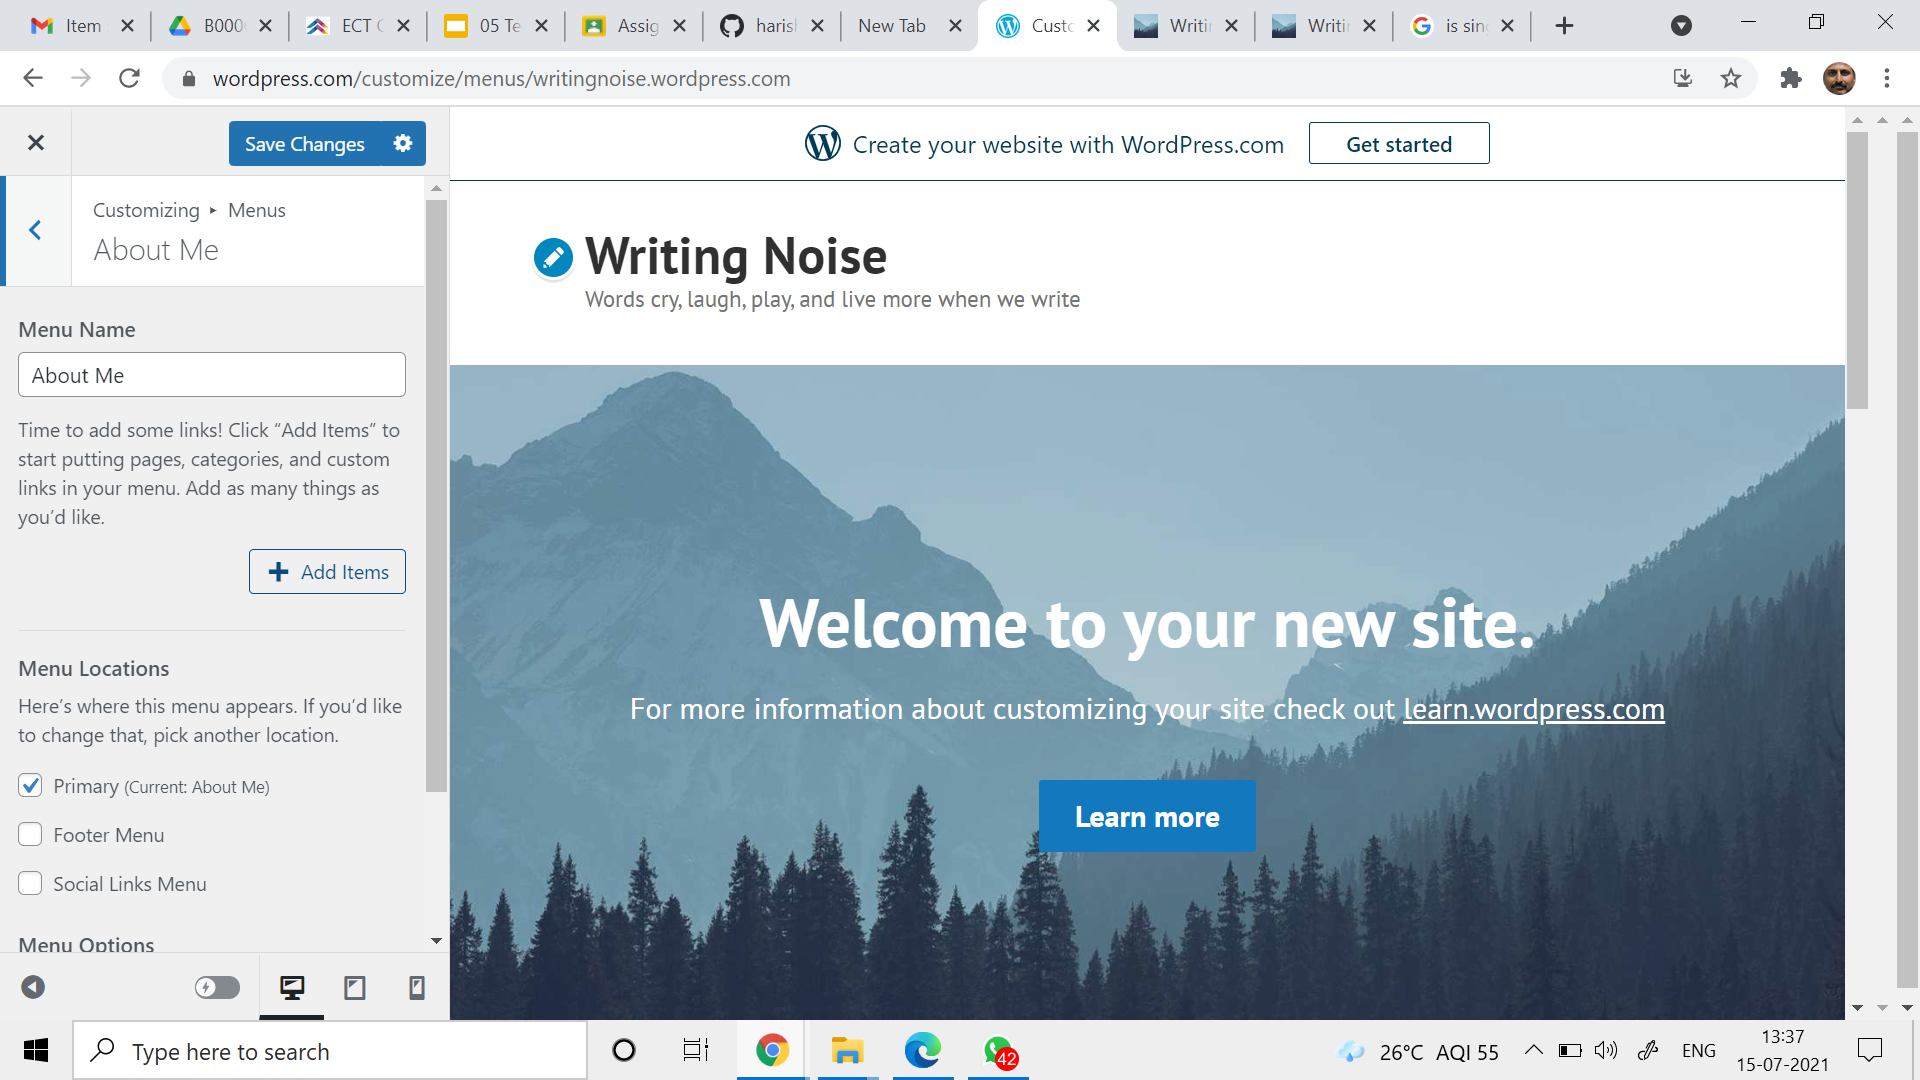 Item
B000
ECT C
05 Te
Assig
harish
New Tab
Custo
Writin
Writin
is sing
wordpress.com/customize/menus/writingnoise.wordpress.com
Save Changes
Create your website with WordPress.com
Get started
Customizing ▸ Menus
About Me
Writing Noise
Words cry, laugh, play, and live more when we write
Menu Name
About Me
Time to add some links! Click “Add Items” to
start putting pages, categories, and custom
links in your menu. Add as many things as
you’d like.
Add Items
Welcome to your new site.
For more information about customizing your site check out learn.wordpress.com
Learn more
Menu Locations
Here’s where this menu appears. If you’d like
to change that, pick another location.
Primary (Current: About Me)
Footer Menu
Social Links Menu
Menu Options
Type here to search
42
26°C AQI 55
ENG
13:37
15-07-2021